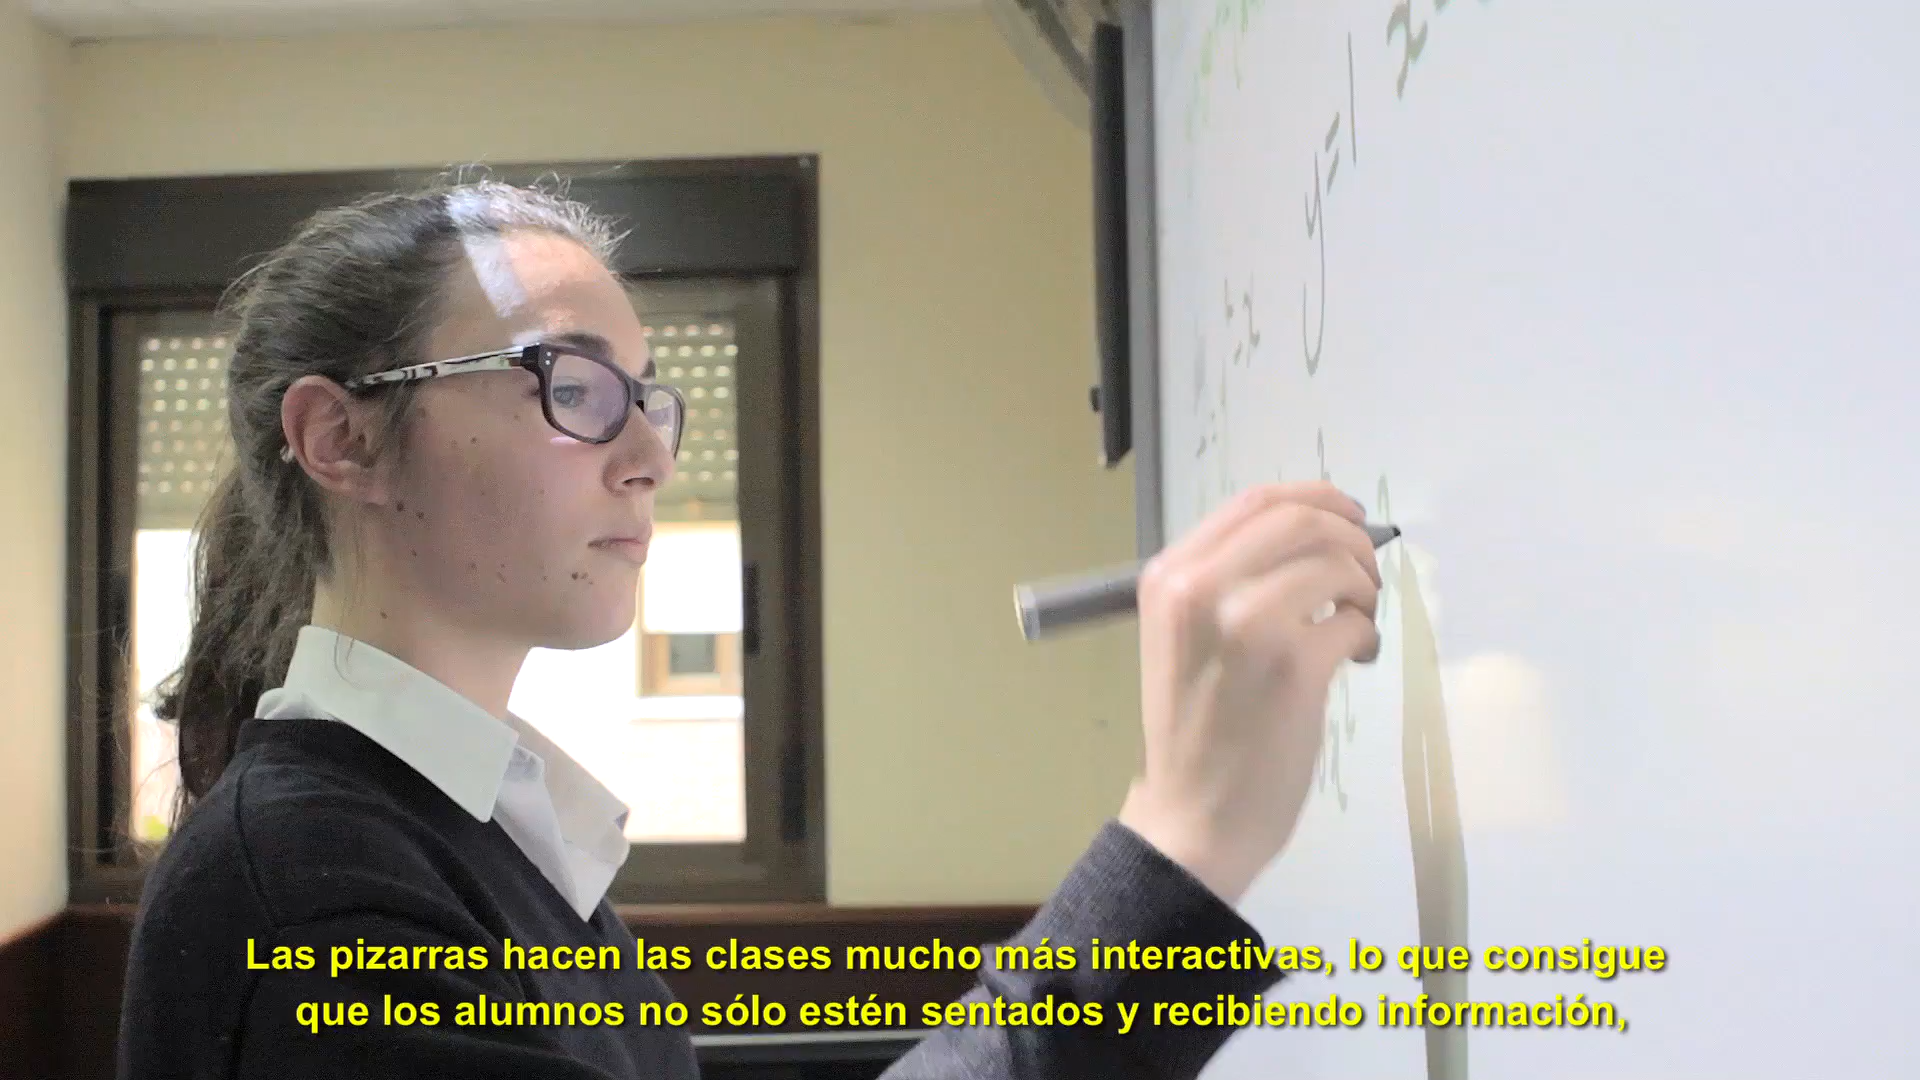 y=1
-x
Las pizarras hacen las clases mucho más interactivas, lo que consigue
que los alumnos no sólo estén sentados y recibiendo información,